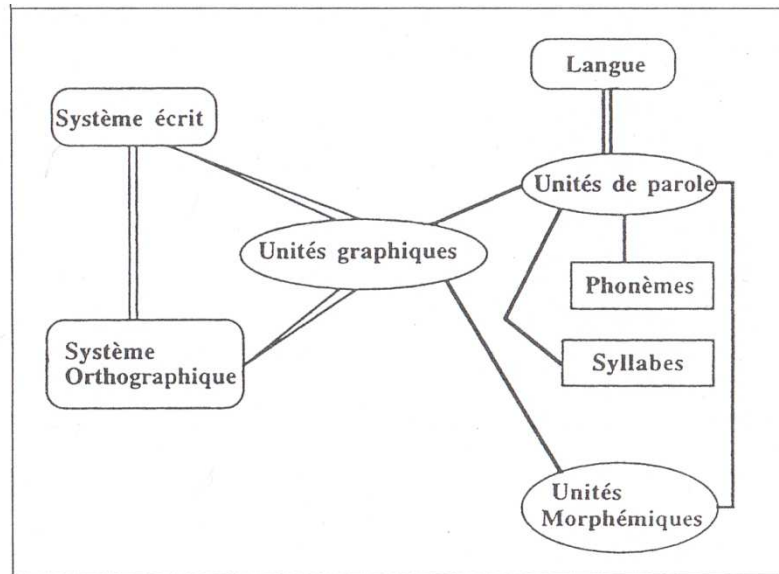 Langue
Système écrit
Unités de parole
Unités graphiques
Phonèmes
Système
Orthographique
Syllabes
Unités
Morphémiques